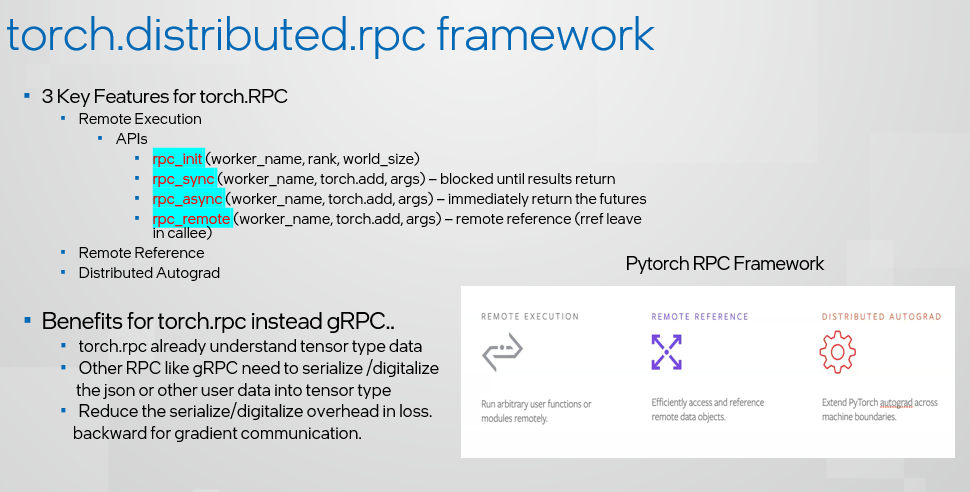 torch.distributed.rpc framework
3 Key Features for torch.RPC
Remote Execution
APIs
rpc_init (worker_name, rank, world_size)
rpc_sync (worker_name, torch.add, args) – blocked until results return
rpc_async (worker_name, torch.add, args) – immediately return the futures
rpc_remote (worker_name, torch.add, args) – remote reference (rref leave
in callee)
Remote Reference
Distributed Autograd
Benefits for torch.rpc instead gRPC..
torch.rpc already understand tensor type data
Other RPC like gRPC need to serialize /digitalize
the json or other user data into tensor type
Reduce the serialize/digitalize overhead in loss.
backward for gradient communication.
Pytorch RPC Framework
REMOTE EXECUTION
Run arbitrary user functions or
modules remotely.
REMOTE REFERENCE
Efficiently access and reference
remote data objects.
DISTRIBUTED AUTOGRAD
Extend PyTorch autograd across
machine boundaries.